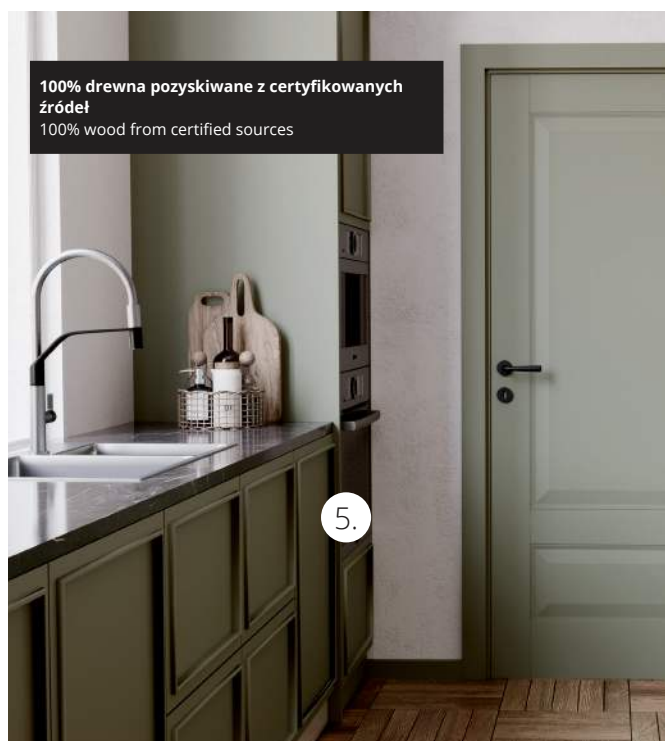 100% drewna pozyskiwane z certyfikowanych
źródeł
100% wood from certified sources
5.